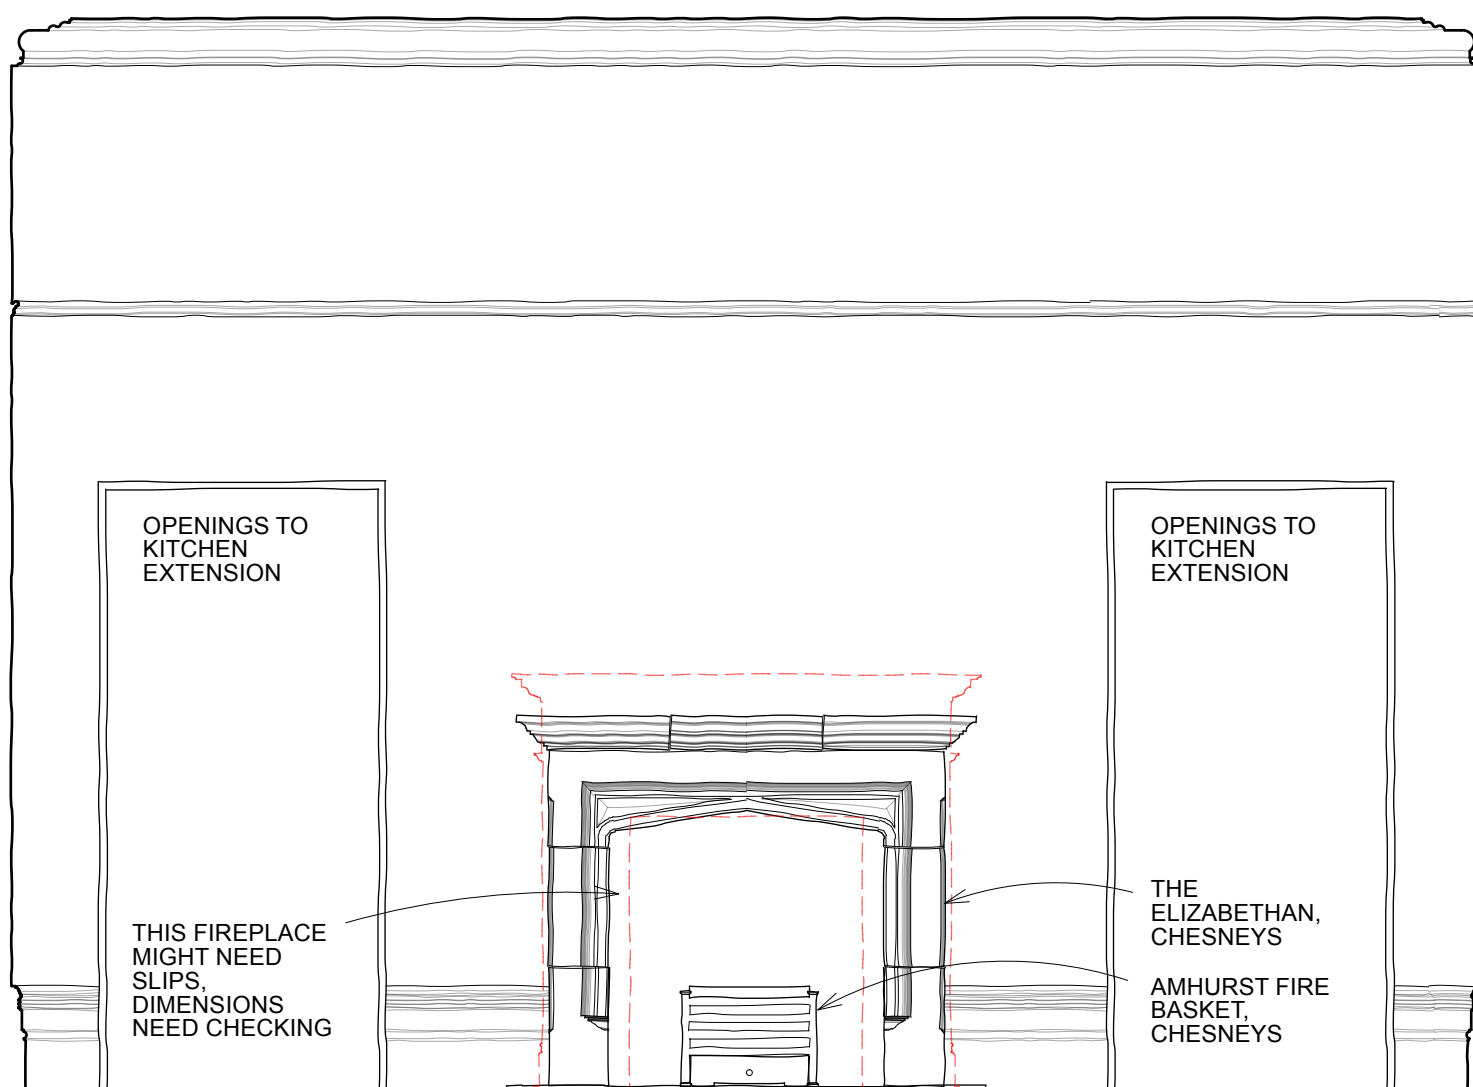 OPENINGS TO
KITCHEN
EXTENSION
OPENINGS TO
KITCHEN
EXTENSION
THIS FIREPLACE
MIGHT NEED
SLIPS,
DIMENSIONS
NEED CHECKING
THE
ELIZABETHAN,
CHESNEYS
AMHURST FIRE
BASKET,
CHESNEYS